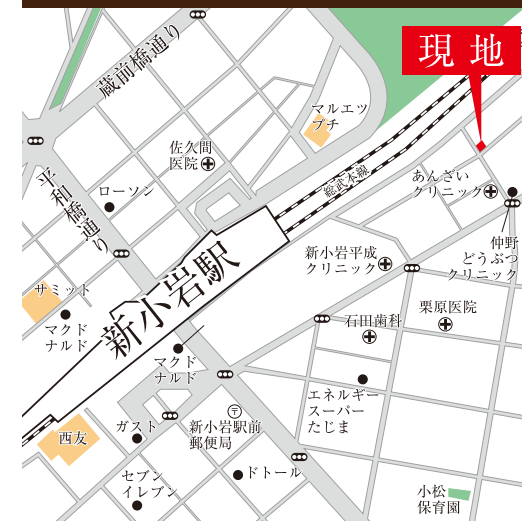 現地
蔵前橋通り
マルエツ
プチ
佐久間
医院
総武本線
あんざい
クリニック
平和橋通り
ローソン
仲野
どうぶつ
クリニック
新小岩平成
クリニック
新小岩駅
サミット
マクド
ナルド
栗原医院
石田歯科
マクド
ナルド
エネルギー
スーパー
たじま
ガスト
新小岩駅前
郵便局
西友
セブン
イレブン
ドトール
小松
保育園